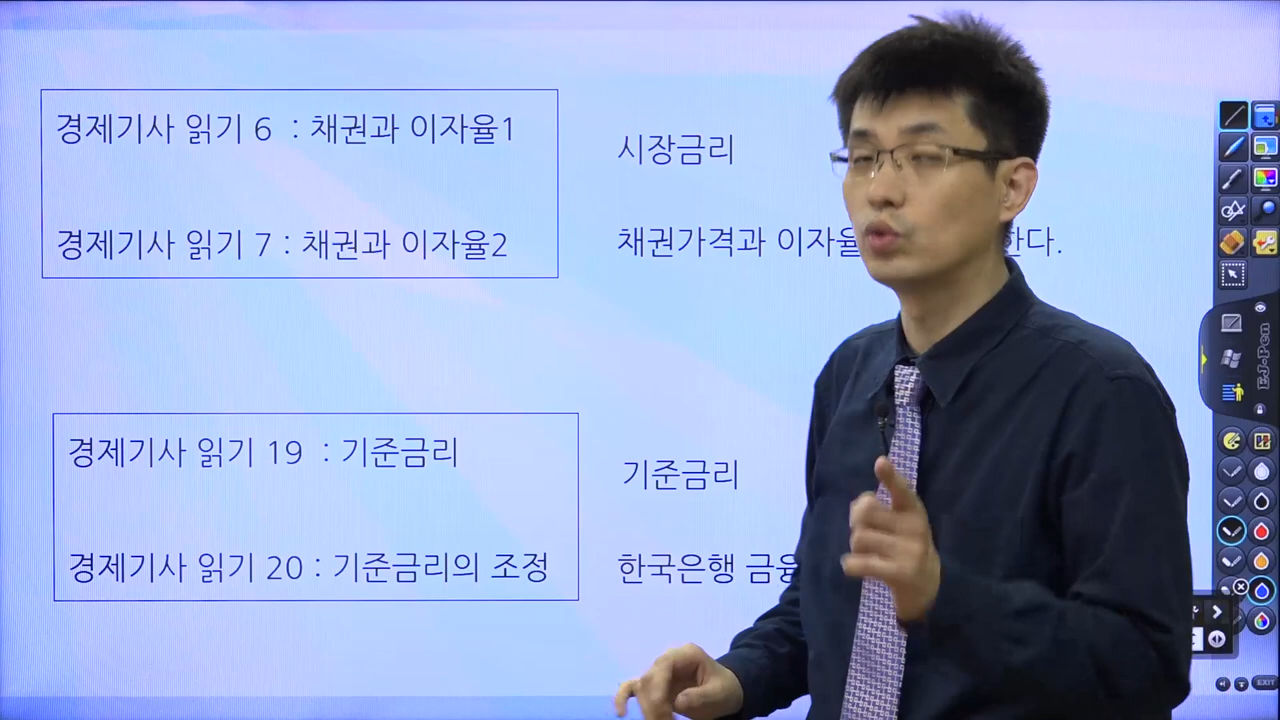 경제기사 읽기 6 : 채권과 이자율1
시장금리
경제기사 읽기 7 : 채권과 이자율2
채권가격과 이자율 한다.
경제기사 읽기 19 : 기준금리
기준금리
경제기사 읽기 20 : 기준금리의 조정
한국은행 금융
EJ-Pen
EXIT